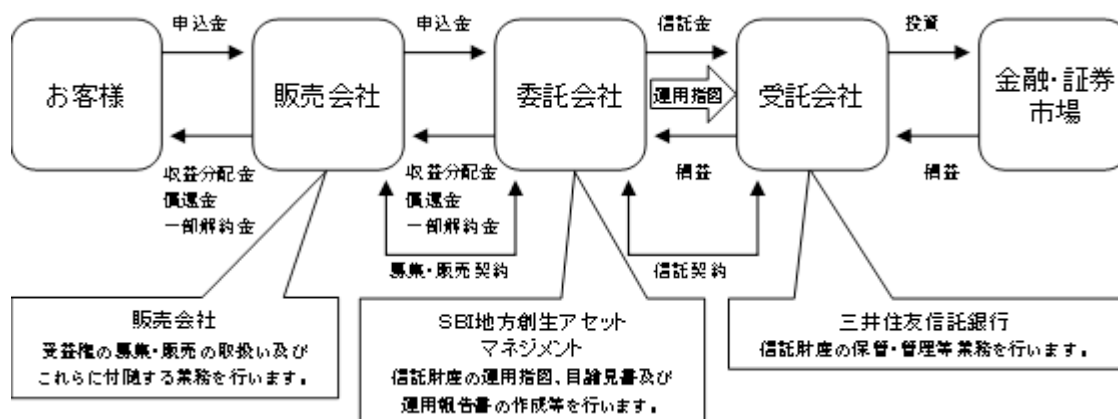 申込金
申込金
信託金
投資
お客様
販売会社
委託会社
運用指図
受託会社
金融・証券
市場
収益分配金
償還金
一部解約金
収益分配金
償還金
一部解約金
損益
損益
募集・販売契約
信託契約
販売会社
受益権の募集・販売の取扱い及び
これらに付随する業務を行います。
SBI地方創生アセット
マネジメント
信託財産の運用指図、目論見書及び
運用報告書の作成等を行います。
三井住友信託銀行
信託財産の保管・管理等業務を行います。